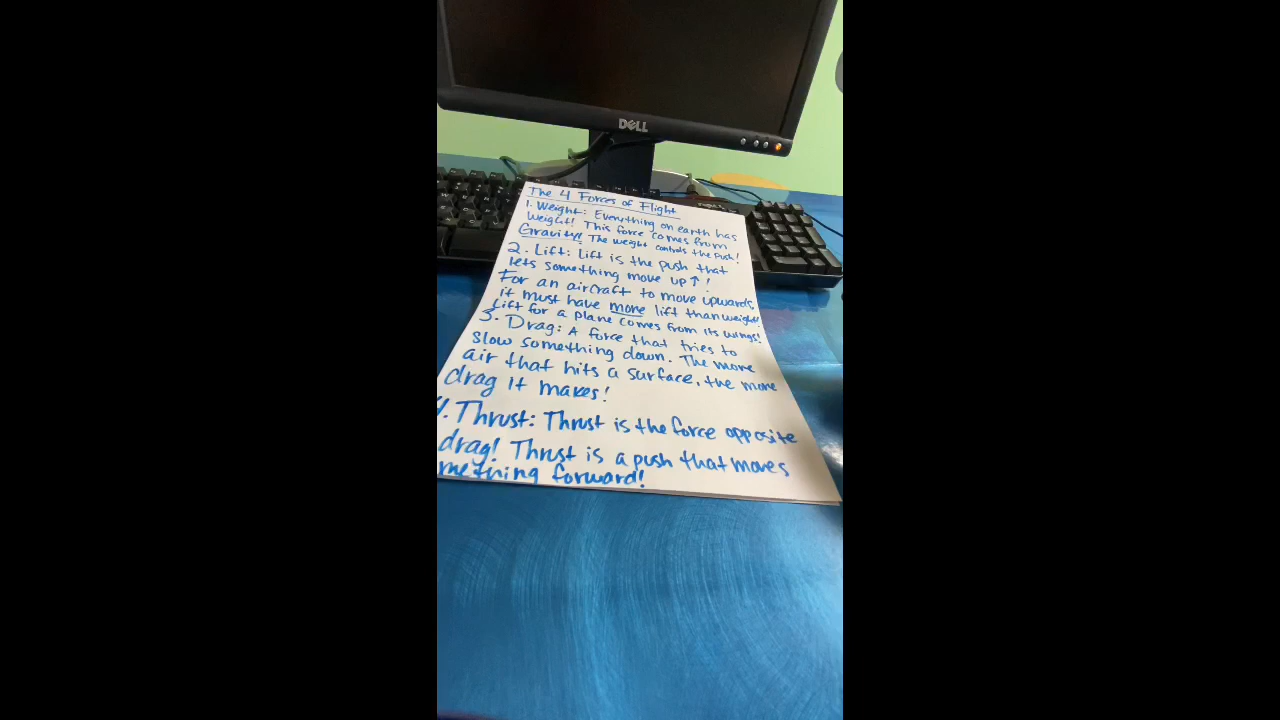 DELL
The 4 Forces of Flight
1. Weight: Everything on earth has
Weight! This force comes from
Gravity!! The weight controls the push!
2. Lift: Lift is the push that
lets something move up↑!
For an aircraft to move upwards,
it must have more lift than weight!
Lift for a plane comes from its wings!
3. Drag: A force that tries to
slow something down. The more
air that hits a surface, the more
drag it makes!
4. Thrust: Thrust is the force opposite
drag! Thrust is a push that moves
mething forward!